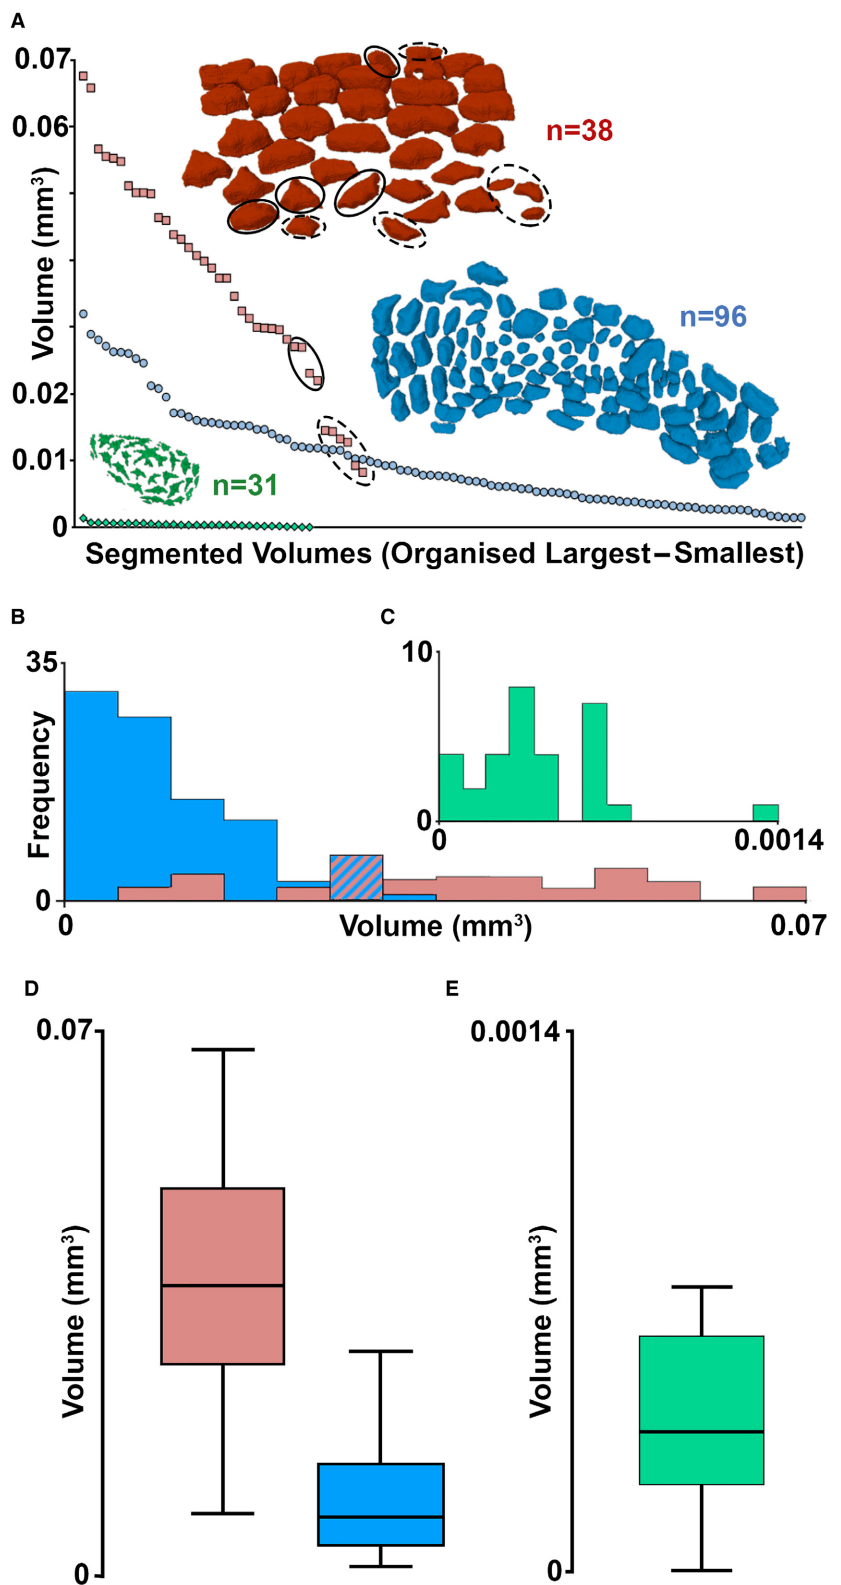 A
0.07
0.06
0.02
0.01
0
Volume (mm³)
n=38
n=96
n=31
Segmented Volumes (Organised Largest–Smallest)
B
35
0
Frequency
0
Volume (mm³)
0.07
C
10
0
0
0.0014
D
0.07
0
Volume (mm³)
E
0.0014
0
Volume (mm³)